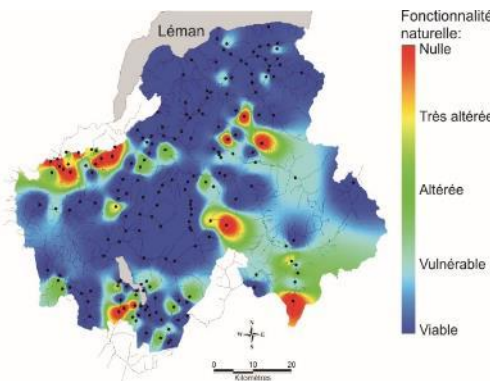 Léman
Fonctionnalité
naturelle:
Nulle
Très altérée
Altérée
Vulnérable
Viable
N
W E
S
0 10 20
Kilomètres